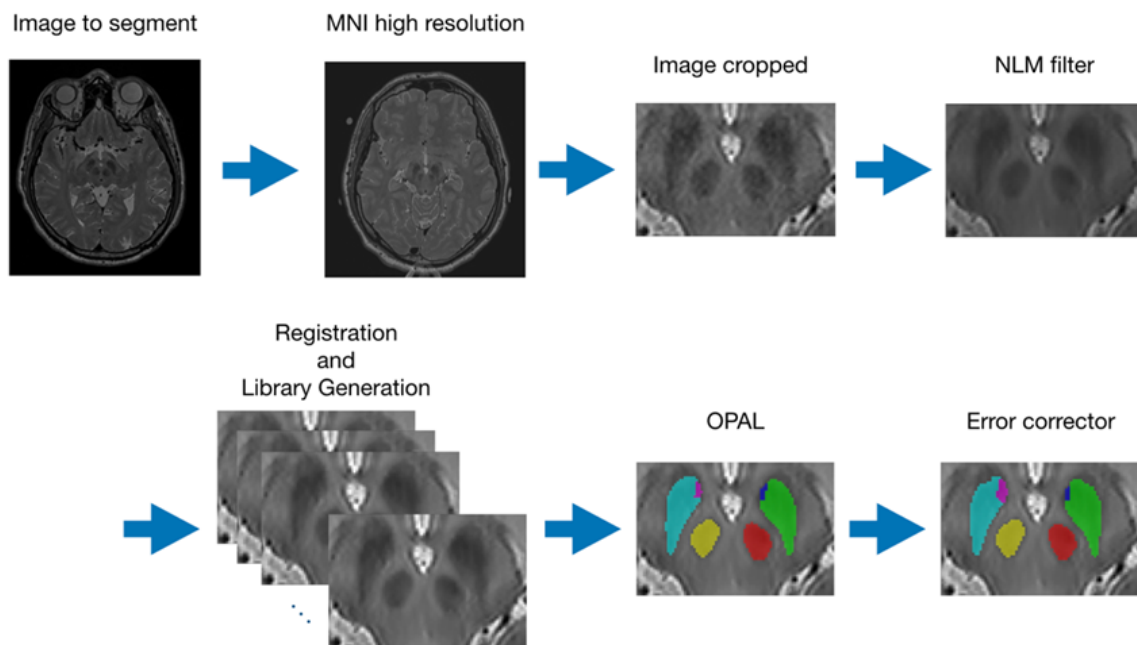 Image to segment
MNI high resolution
Image cropped
NLM filter
Registration
and
Library Generation
OPAL
Error corrector